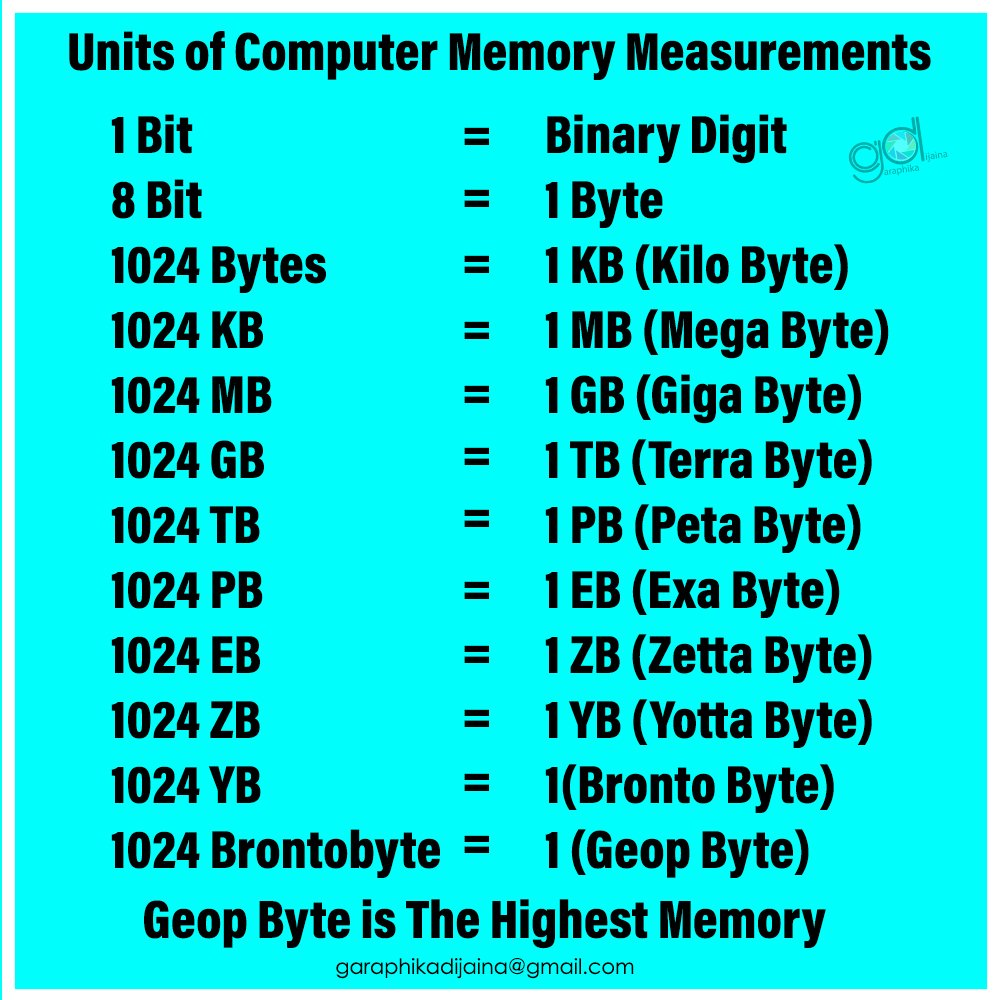 Units of Computer Memory Measurements
1 Bit = Binary Digit
gd
ijaina
araphika
8 Bit = 1 Byte
1024 Bytes = 1 KB (Kilo Byte)
1024 KB = 1 MB (Mega Byte)
1024 MB = 1 GB (Giga Byte)
1024 GB = 1 TB (Terra Byte)
1024 TB = 1 PB (Peta Byte)
1024 PB = 1 EB (Exa Byte)
1024 EB = 1 ZB (Zetta Byte)
1024 ZB = 1 YB (Yotta Byte)
1024 YB = 1(Bronto Byte)
1024 Brontobyte = 1 (Geop Byte)
Geop Byte is The Highest Memory
garaphikadijaina@gmail.com